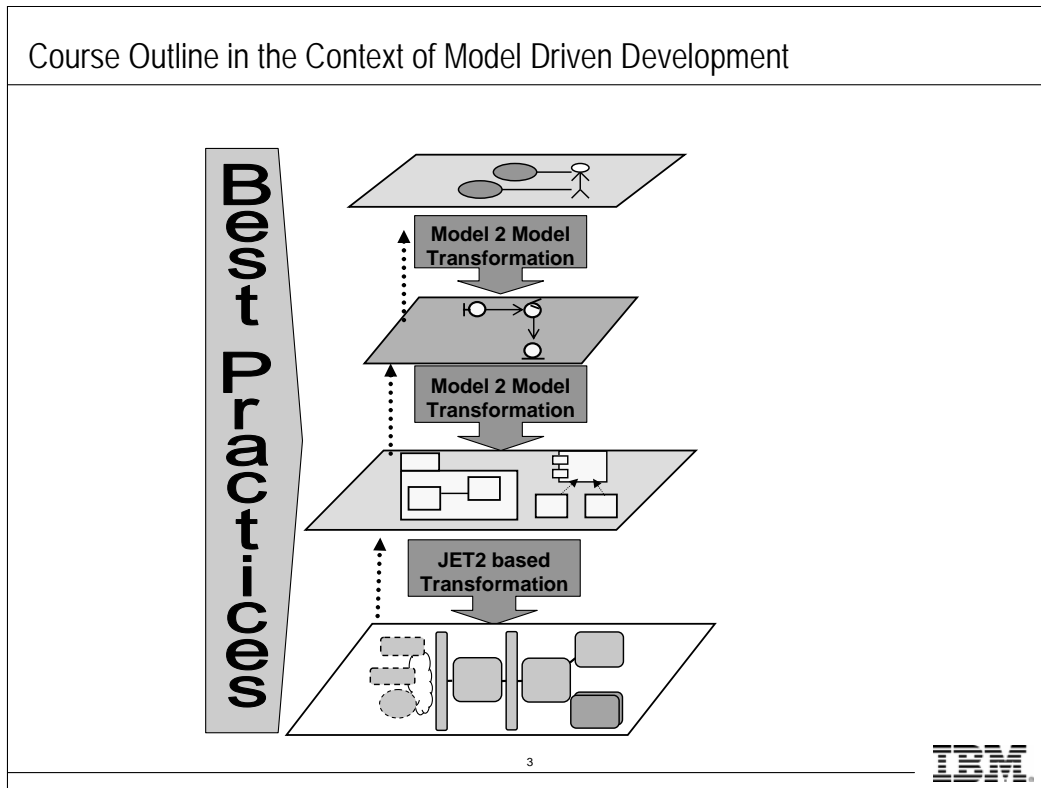 Course Outline in the Context of Model Driven Development
Best Practices
Model 2 Model
Transformation
Model 2 Model
Transformation
JET2 based
Transformation
3
IBM.